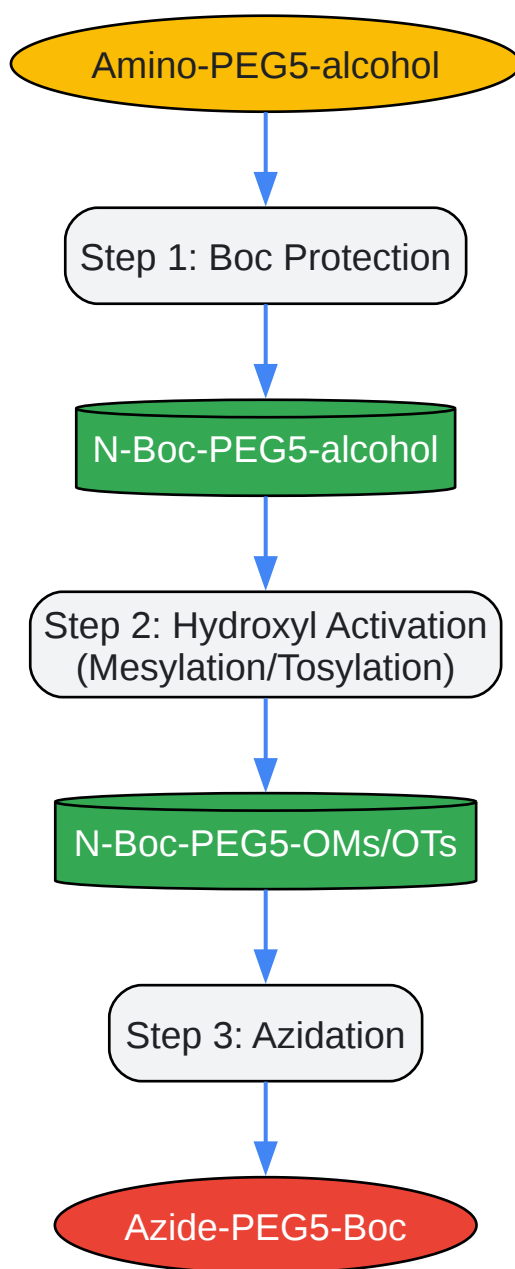 Amino-PEG5-alcohol
Step 1: Boc Protection
N-Boc-PEG5-alcohol
Step 2: Hydroxyl Activation
(Mesylation/Tosylation)
N-Boc-PEG5-OMs/OTs
Step 3: Azidation
Azide-PEG5-Boc